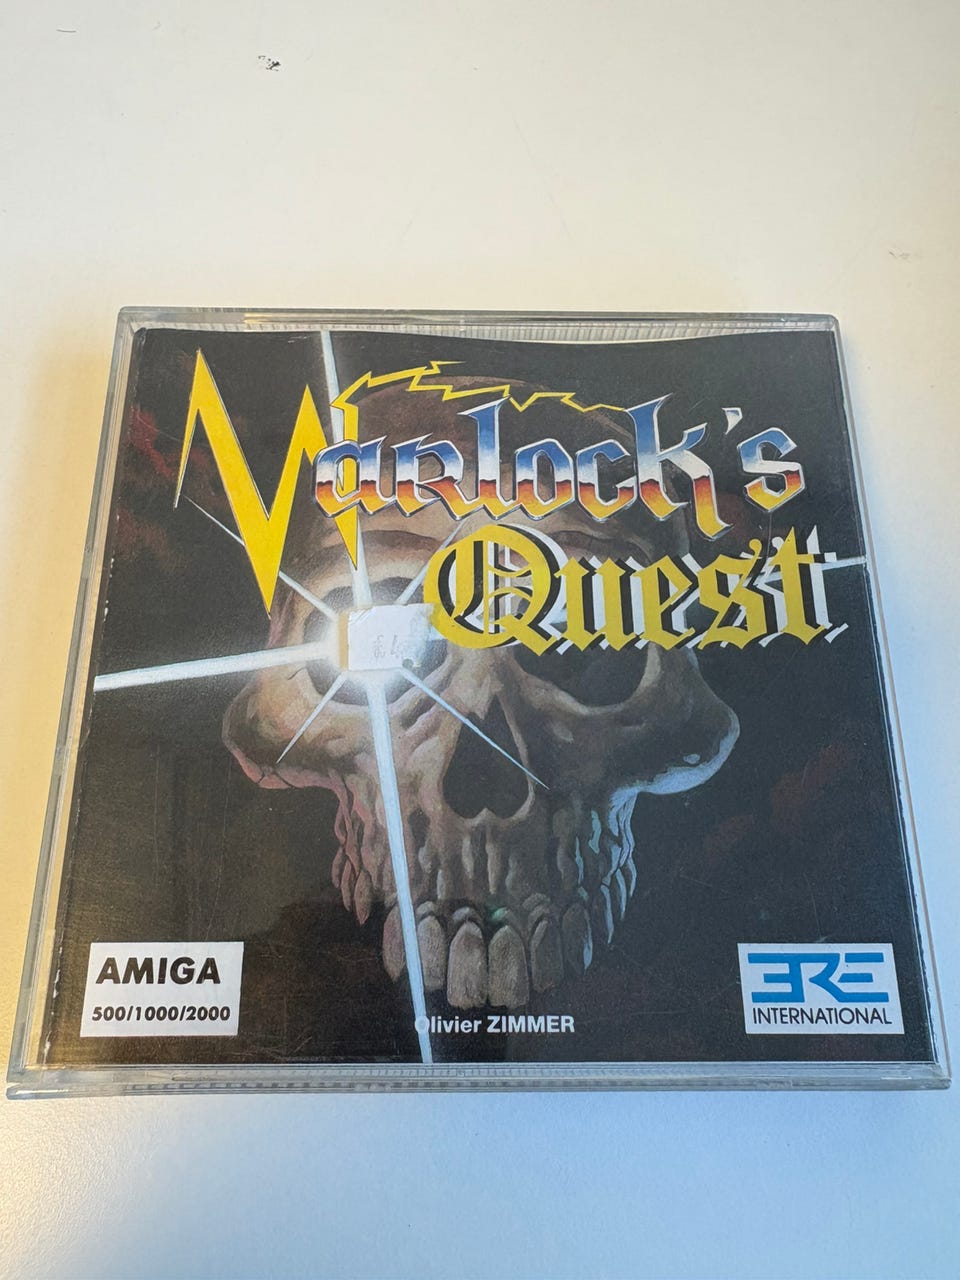 Warlock's
Quest
AMIGA
500/1000/2000
Olivier ZIMMER
ERE
INTERNATIONAL